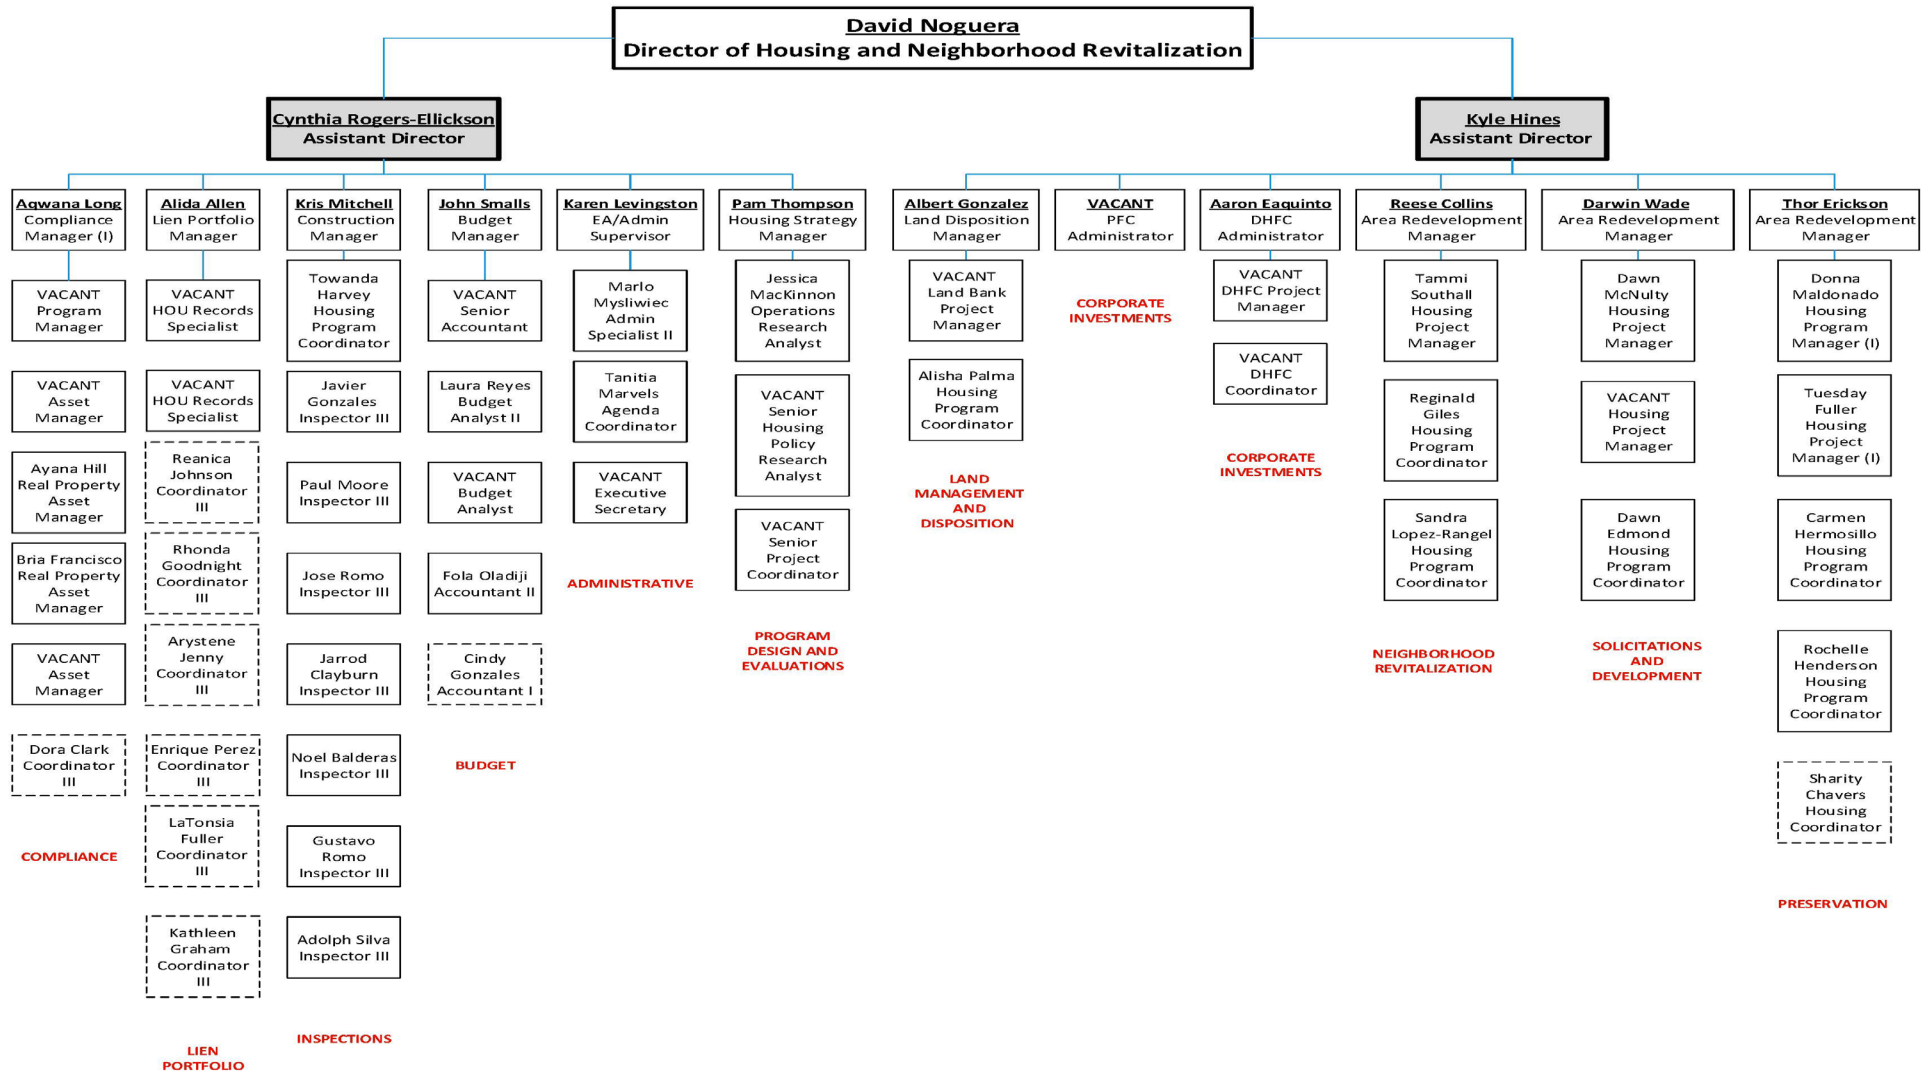 David Noguera
Director of Housing and Neighborhood Revitalization
Cynthia Rogers-Ellickson
Assistant Director
Kyle Hines
Assistant Director
Aqwana Long
Compliance
Manager (I)
VACANT
Program
Manager
VACANT
Asset
Manager
Ayana Hill
Real Property
Asset
Manager
Bria Francisco
Real Property
Asset
Manager
VACANT
Asset
Manager
Dora Clark
Coordinator
III
COMPLIANCE
Alida Allen
Lien Portfolio
Manager
VACANT
HOU Records
Specialist
VACANT
HOU Records
Specialist
Reanica
Johnson
Coordinator
III
Rhonda
Goodnight
Coordinator
III
Arystene
Jenny
Coordinator
III
Enrique Perez
Coordinator
III
LaTonsia
Fuller
Coordinator
III
Kathleen
Graham
Coordinator
III
LIEN
PORTFOLIO
Kris Mitchell
Construction
Manager
Towanda
Harvey
Housing
Program
Coordinator
Javier
Gonzales
Inspector III
Paul Moore
Inspector III
Jose Romo
Inspector III
Jarrod
Clayburn
Inspector III
Noel Balderas
Inspector III
Gustavo
Romo
Inspector III
Adolph Silva
Inspector III
INSPECTIONS
John Smalls
Budget
Manager
VACANT
Senior
Accountant
Laura Reyes
Budget
Analyst II
VACANT
Budget
Analyst
Fola Oladiji
Accountant II
Cindy
Gonzales
Accountant I
BUDGET
Karen Levingston
EA/Admin
Supervisor
Marlo
Mysliwiec
Admin
Specialist II
Tanitia
Marvels
Agenda
Coordinator
VACANT
Executive
Secretary
ADMINISTRATIVE
Pam Thompson
Housing Strategy
Manager
Jessica
MacKinnon
Operations
Research
Analyst
VACANT
Senior
Housing
Policy
Research
Analyst
VACANT
Senior
Project
Coordinator
PROGRAM
DESIGN AND
EVALUATIONS
Albert Gonzalez
Land Disposition
Manager
VACANT
Land Bank
Project
Manager
Alisha Palma
Housing
Program
Coordinator
LAND
MANAGEMENT
AND
DISPOSITION
VACANT
PFC
Administrator
CORPORATE
INVESTMENTS
Aaron Eaquinto
DHFC
Administrator
VACANT
DHFC Project
Manager
VACANT
DHFC
Coordinator
CORPORATE
INVESTMENTS
Reese Collins
Area Redevelopment
Manager
Tammi
Southall
Housing
Project
Manager
Reginald
Giles
Housing
Program
Coordinator
Sandra
Lopez-Rangel
Housing
Program
Coordinator
NEIGHBORHOOD
REVITALIZATION
Darwin Wade
Area Redevelopment
Manager
Dawn
McNulty
Housing
Project
Manager
VACANT
Housing
Project
Manager
Dawn
Edmond
Housing
Program
Coordinator
SOLICITATIONS
AND
DEVELOPMENT
Thor Erickson
Area Redevelopment
Manager
Donna
Maldonado
Housing
Program
Manager (I)
Tuesday
Fuller
Housing
Project
Manager (I)
Carmen
Hermosillo
Housing
Program
Coordinator
Rochelle
Henderson
Housing
Program
Coordinator
Sharity
Chavers
Housing
Coordinator
PRESERVATION